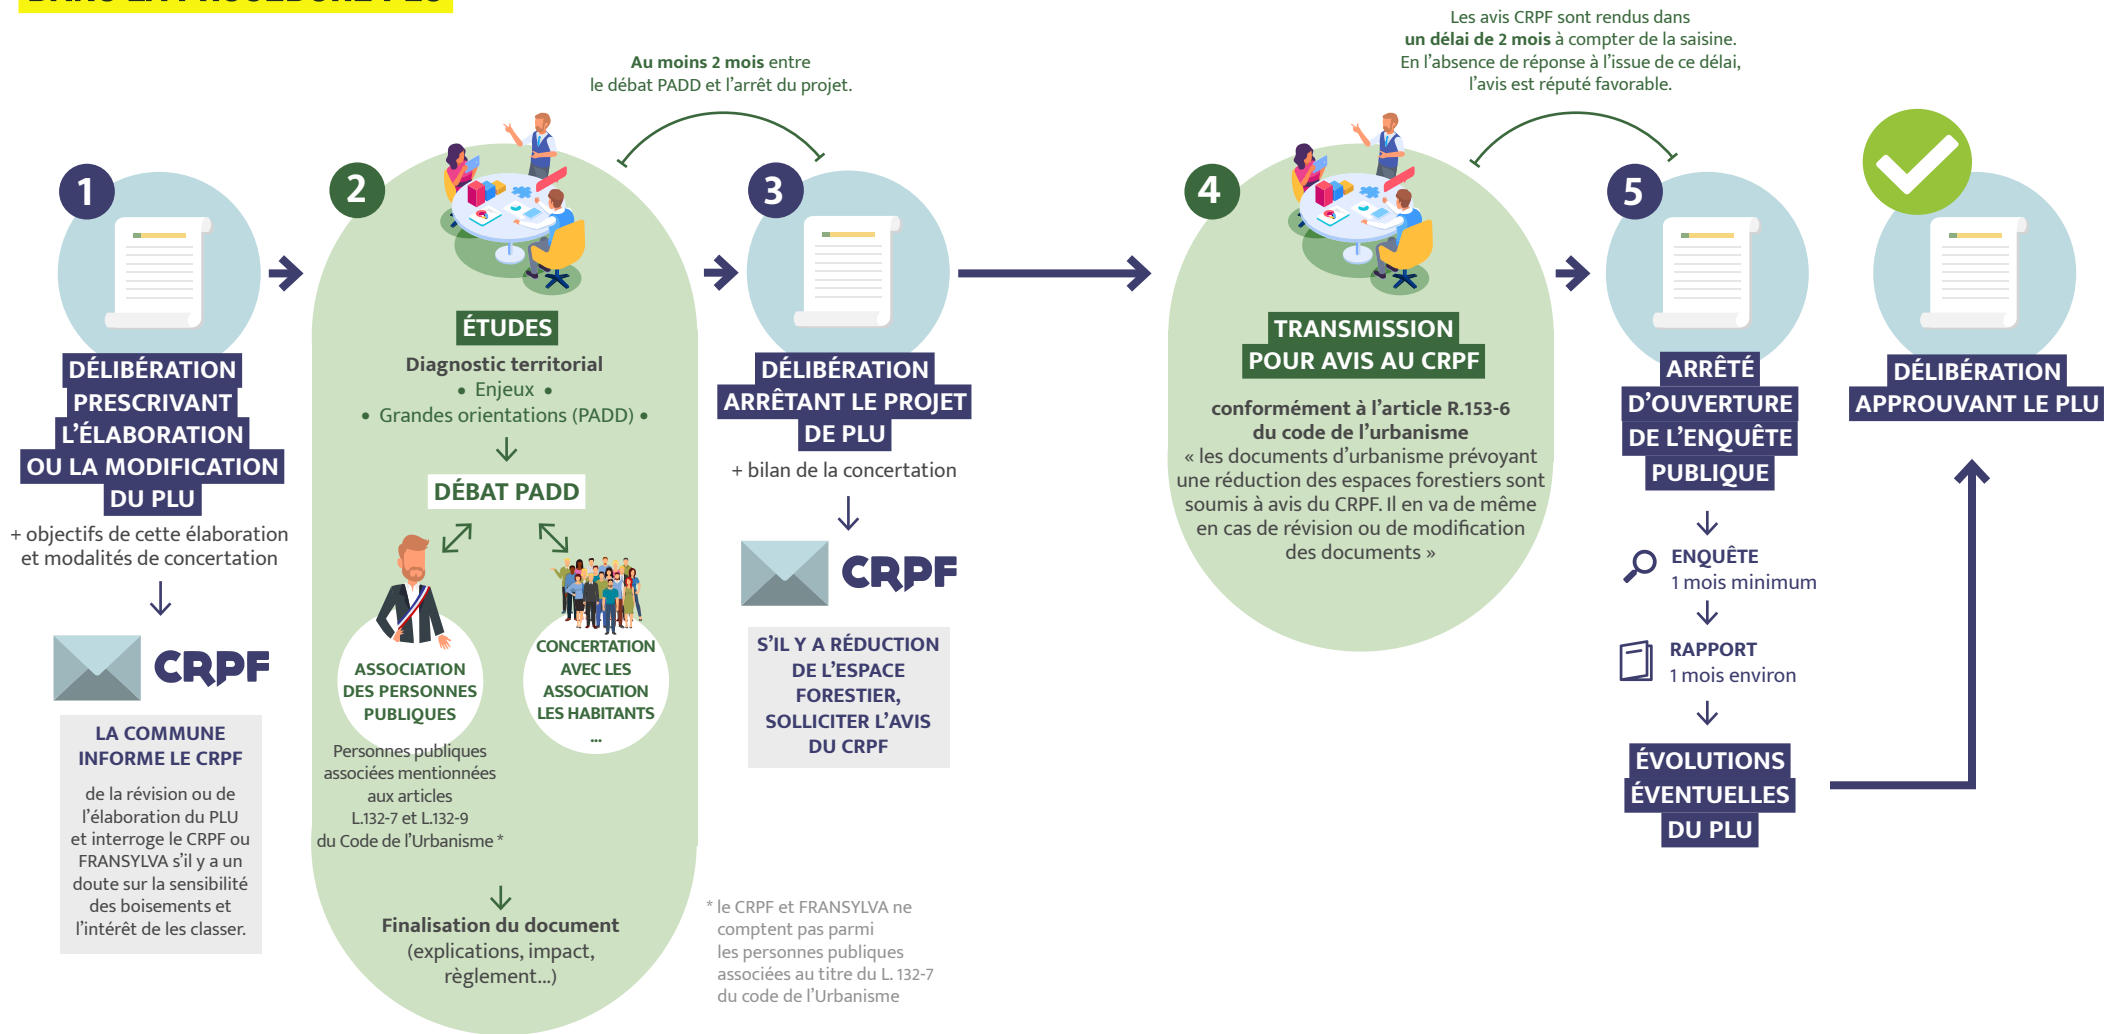 DANS LA PROCÉDURE PLU
Au moins 2 mois entre
le débat PADD et l'arrêt du projet.
Les avis CRPF sont rendus dans
un délai de 2 mois à compter de la saisine.
En l'absence de réponse à l'issue de ce délai,
l'avis est réputé favorable.
1
DÉLIBÉRATION
PRESCRIVANT
L'ÉLABORATION
OU LA MODIFICATION
DU PLU
+ objectifs de cette élaboration
et modalités de concertation
CRPF
LA COMMUNE
INFORME LE CRPF
de la révision ou de
l'élaboration du PLU
et interroge le CRPF ou
FRANSYLVA s'il y a un
doute sur la sensibilité
des boisements et
l'intérêt de les classer.
2
ÉTUDES
Diagnostic territorial
• Enjeux •
• Grandes orientations (PADD) •
DÉBAT PADD
ASSOCIATION
DES PERSONNES
PUBLIQUES
Personnes publiques
associées mentionnées
aux articles
L.132-7 et L.132-9
du Code de l'Urbanisme *
CONCERTATION
AVEC LES
ASSOCIATION
LES HABITANTS
...
Finalisation du document
(explications, impact,
règlement...)
3
DÉLIBÉRATION
ARRÊTANT LE PROJET
DE PLU
+ bilan de la concertation
CRPF
S'IL Y A RÉDUCTION
DE L'ESPACE
FORESTIER,
SOLLICITER L'AVIS
DU CRPF
* le CRPF et FRANSYLVA ne
comptent pas parmi
les personnes publiques
associées au titre du L. 132-7
du code de l'Urbanisme
4
TRANSMISSION
POUR AVIS AU CRPF
conformément à l'article R.153-6
du code de l'urbanisme
« les documents d'urbanisme prévoyant
une réduction des espaces forestiers sont
soumis à avis du CRPF. Il en va de même
en cas de révision ou de modification
des documents »
5
ARRÊTÉ
D'OUVERTURE
DE L'ENQUÊTE
PUBLIQUE
ENQUÊTE
1 mois minimum
RAPPORT
1 mois environ
ÉVOLUTIONS
ÉVENTUELLES
DU PLU
DÉLIBÉRATION
APPROUVANT LE PLU